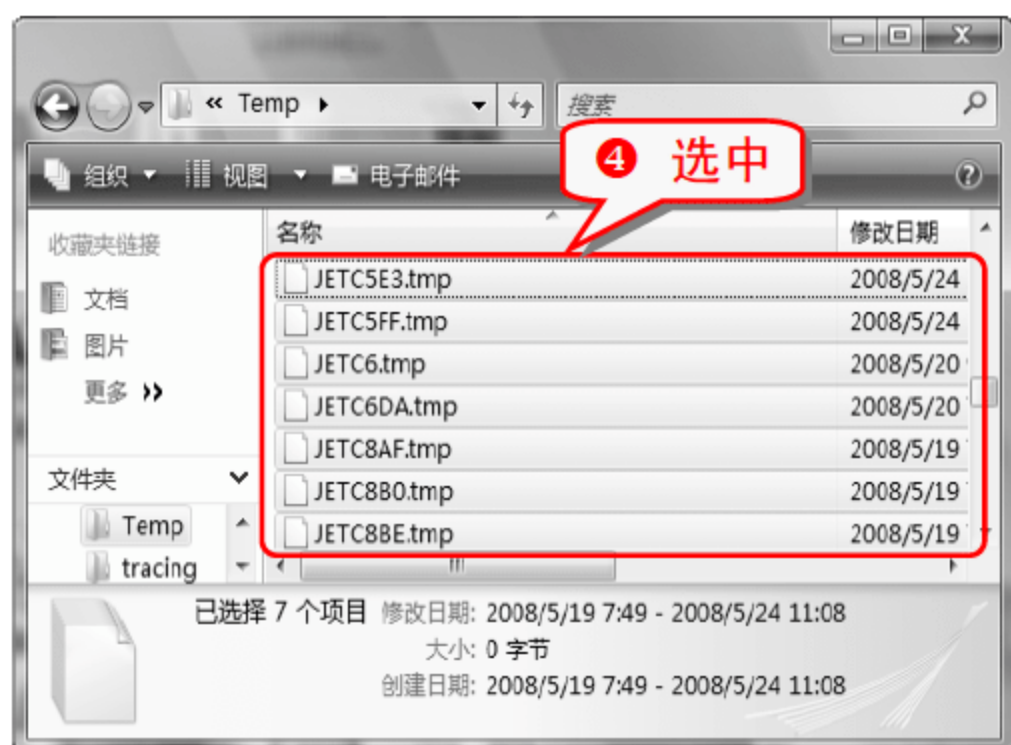 « Temp
搜索
❹ 选中
组织 视图 电子邮件
收藏夹链接
文档
图片
更多 »
文件夹
Temp
tracing
名称 修改日期
JETC5E3.tmp 2008/5/24
JETC5FF.tmp 2008/5/24
JETC6.tmp 2008/5/20
JETC6DA.tmp 2008/5/20
JETC8AF.tmp 2008/5/19
JETC8B0.tmp 2008/5/19
JETC8BE.tmp 2008/5/19
已选择 7 个项目 修改日期: 2008/5/19 7:49 - 2008/5/24 11:08
大小: 0 字节
创建日期: 2008/5/19 7:49 - 2008/5/24 11:08